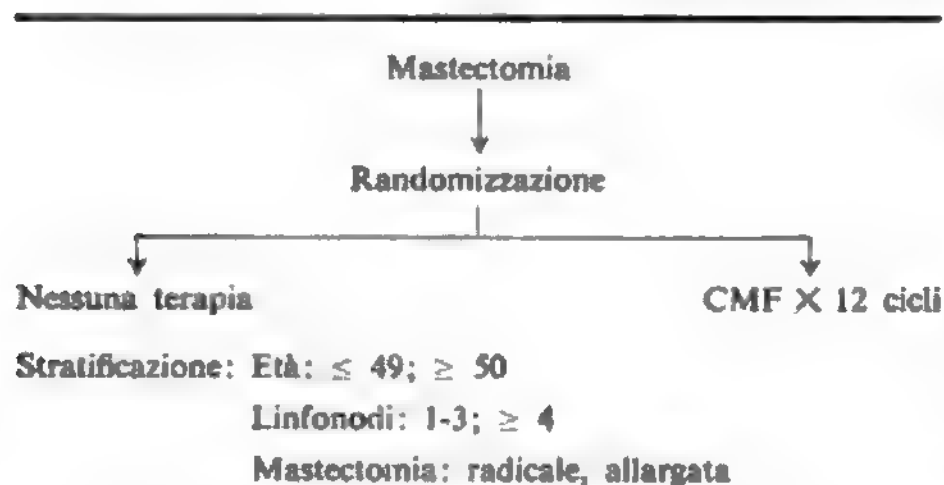 Mastectomia
Randomizzazione
Nessuna terapia CMF X 12 cicli
Stratificazione: Età: ≤ 49; ≥ 50
Linfonodi: 1-3; ≥ 4
Mastectomia: radicale, allargata